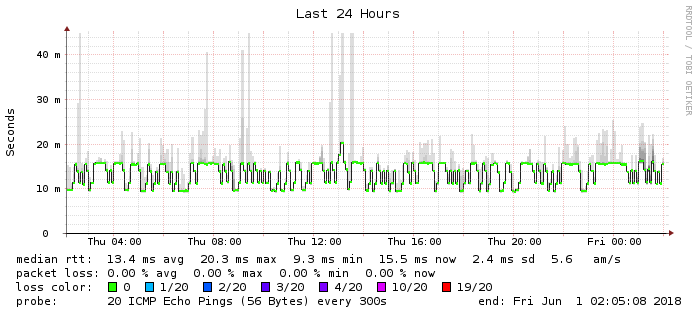 Last 24 Hours
RRDTOOL / TOBI OETIKER
Seconds
40 m
30 m
20 m
10 m
0
Thu 04:00 Thu 08:00 Thu 12:00 Thu 16:00 Thu 20:00 Fri 00:00
median rtt: 13.4 ms avg 20.3 ms max 9.3 ms min 15.5 ms now 2.4 ms sd 5.6 am/s
packet loss: 0.00 % avg 0.00 % max 0.00 % min 0.00 % now
loss color: 0 1/20 2/20 3/20 4/20 10/20 19/20
probe: 20 ICMP Echo Pings (56 Bytes) every 300s end: Fri Jun 1 02:05:08 2018